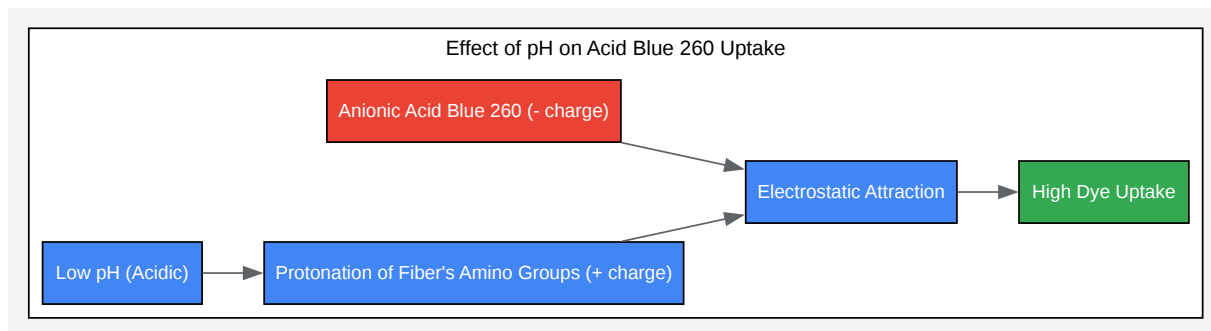 Effect of pH on Acid Blue 260 Uptake
Anionic Acid Blue 260 (- charge)
Electrostatic Attraction
High Dye Uptake
Low pH (Acidic)
Protonation of Fiber's Amino Groups (+ charge)